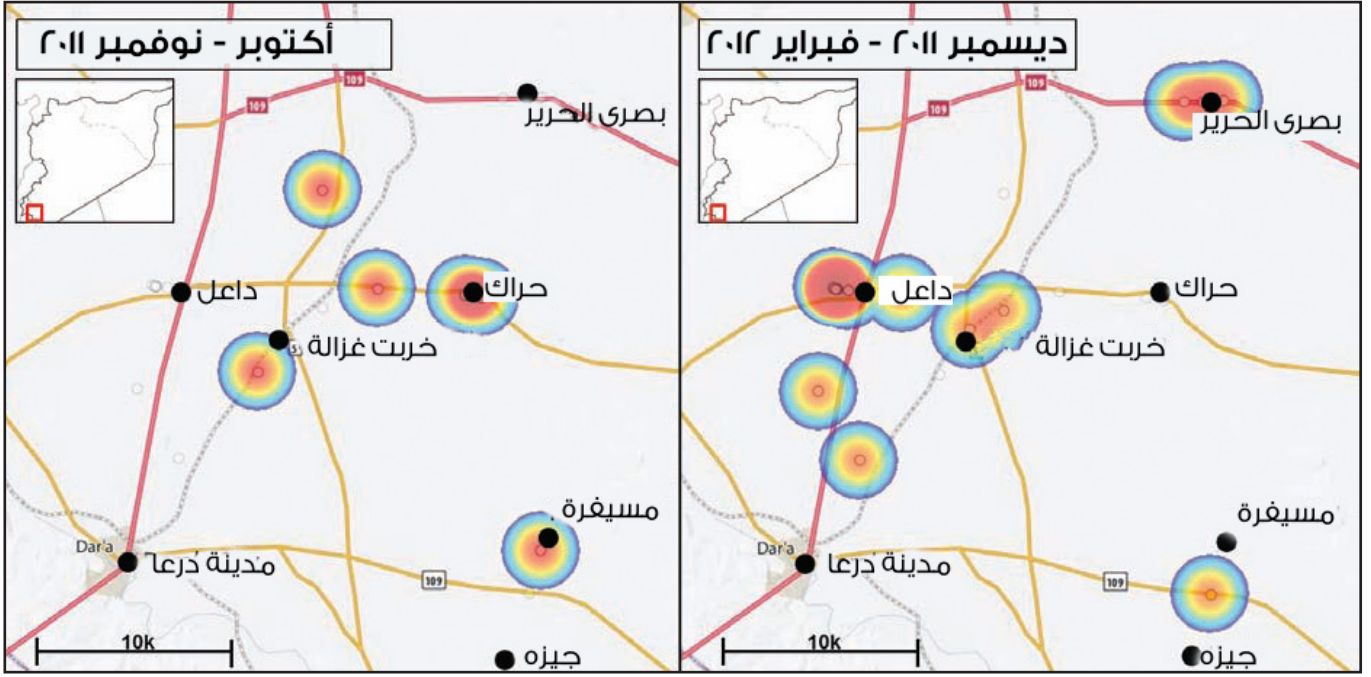 أكتوبر - نوفمبر ٢٠١١
109
109
بصرى الحرير
داعل
حراك
خربت غزالة
مسيفرة
Dar'a
مدينة درعا
109
10k
جيزه
ديسمبر ٢٠١١ - فبراير ٢٠١٢
109
109
بصرى الحرير
داعل
حراك
خربت غزالة
مسيفرة
Dar'a
مدينة درعا
109
10k
جيزه